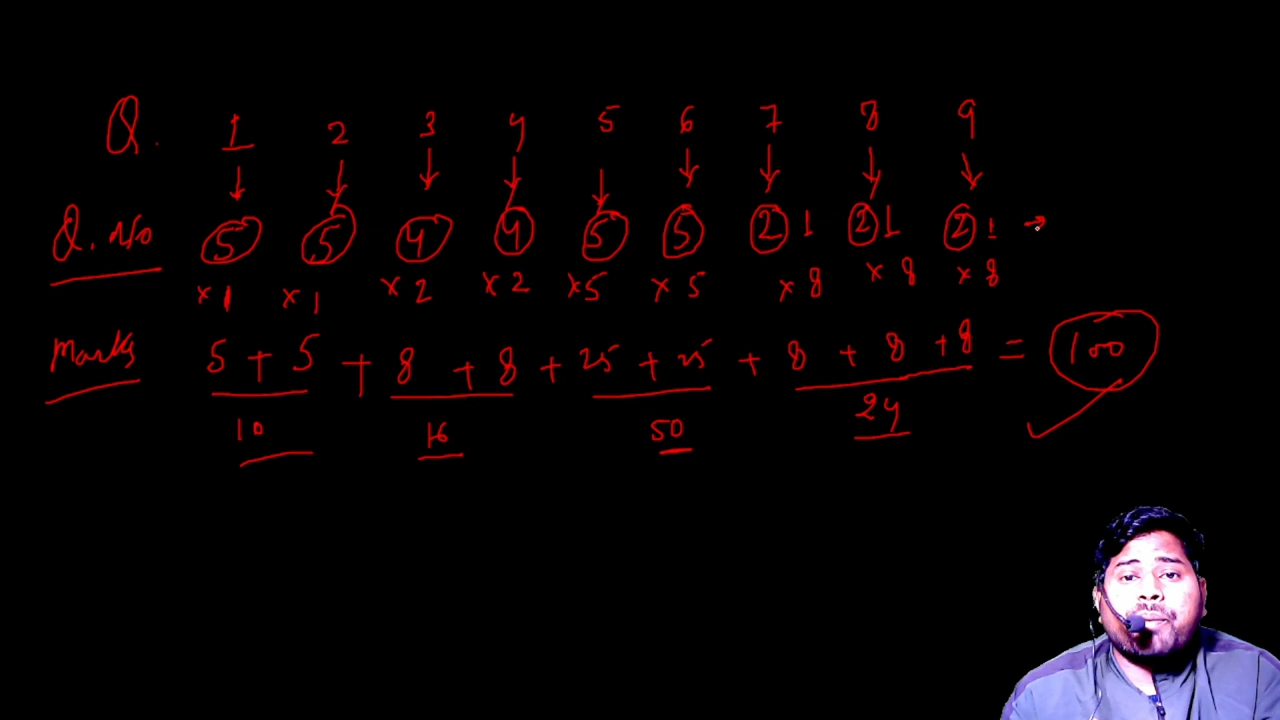 Q. 1 2 3 4 5 6 7 8 9
Q. No 5 5 4 4 5 5 2 1 2 1 2 1
×1 ×1 ×2 ×2 ×5 ×5 ×8 ×8 ×8
Marks 5 + 5 + 8 + 8 + 25 + 25 + 8 + 8 + 8 = 100
10 16 50 24